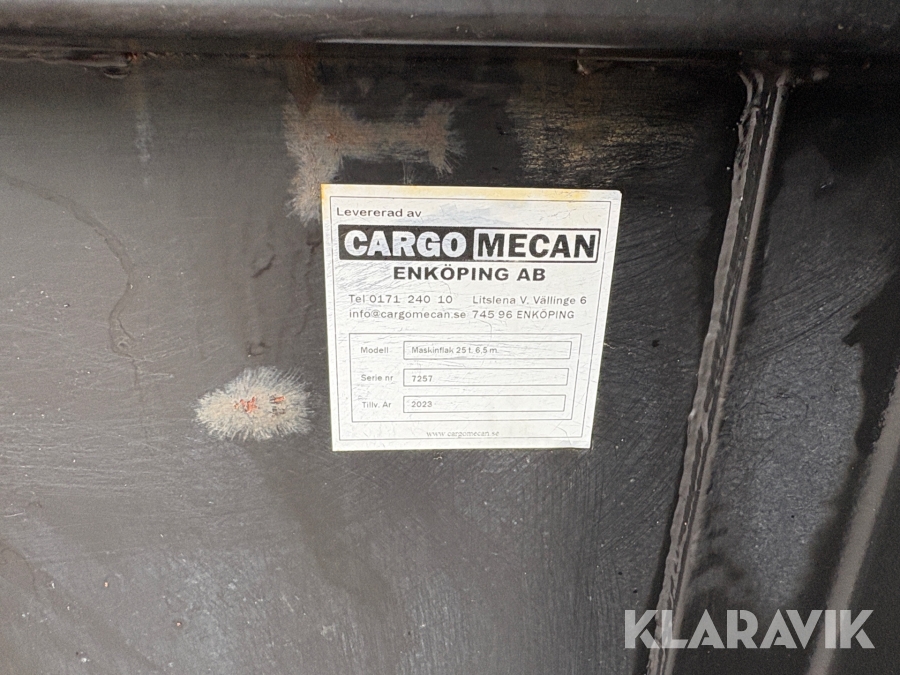 Levererad av
CARGO MECAN
ENKÖPING AB
Tel 0171 240 10 Litslena V. Vällinge 6
info@cargomecan.se 745 96 ENKÖPING
Modell Maskinflak 25 t. 6,5 m.
Serie nr 7257
Tillv. År 2023
www.cargomecan.se
KLARAVIK